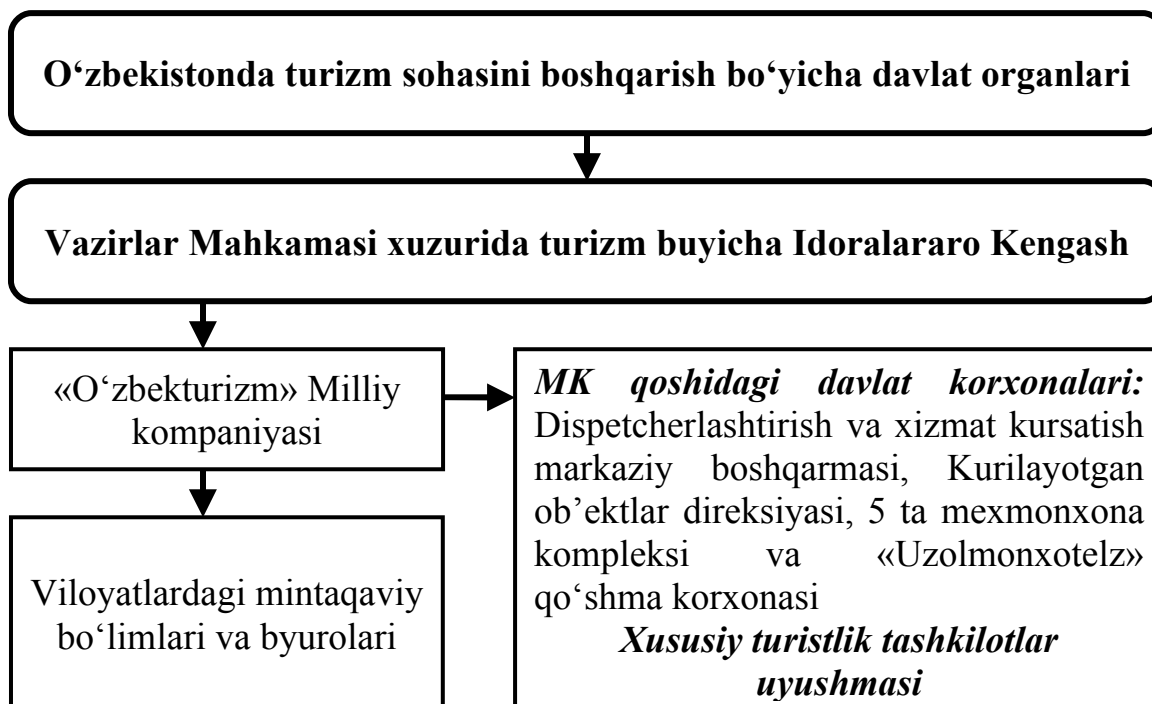 O‘zbekistonda turizm sohasini boshqarish bo‘yicha davlat organlari
Vazirlar Mahkamasi xuzurida turizm buyicha Idoralararo Kengash
«O‘zbekturizm» Milliy
kompaniyasi
Viloyatlardagi mintaqaviy
bo‘limlari va byurolari
MK qoshidagi davlat korxonalari:
Dispetcherlashtirish va xizmat kursatish
markaziy boshqarmasi, Kurilayotgan
ob’ektlar direksiyasi, 5 ta mexmonxona
kompleksi va «Uzolmonxotelz»
qo‘shma korxonasi
Xususiy turistlik tashkilotlar
uyushmasi